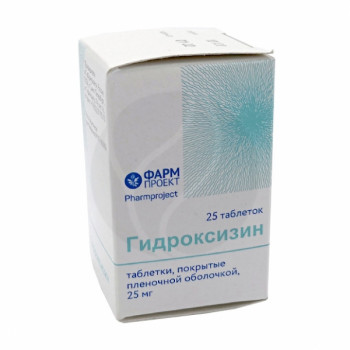 ФАРМ
ПРОЕКТ
Pharmproject
25 таблеток
Гидроксизин
таблетки, покрытые
пленочной оболочкой,
25 мг